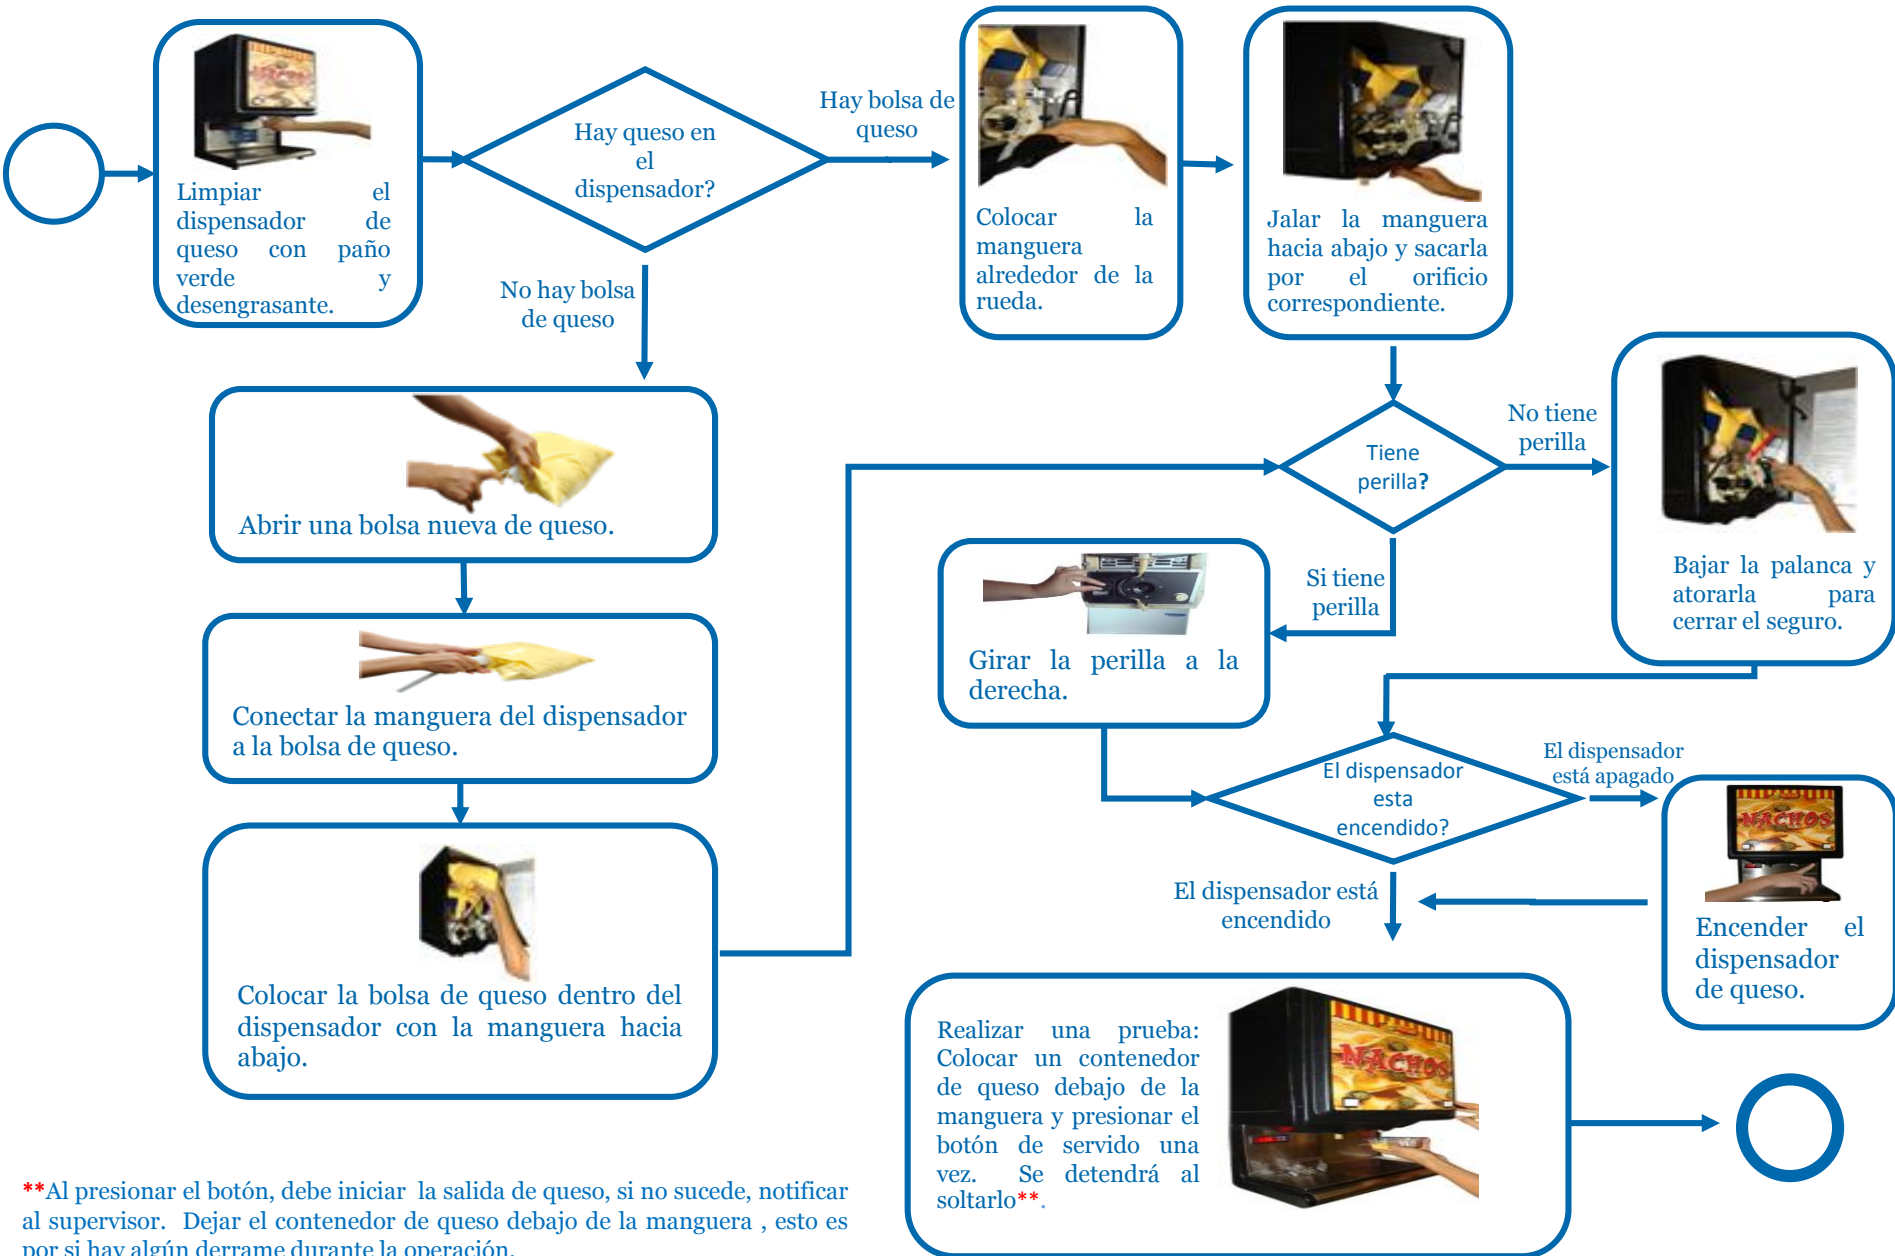 Limpiar el
dispensador de
queso con paño
verde y
desengrasante.
Hay queso en
el
dispensador?
Hay bolsa de
queso
No hay bolsa
de queso
Colocar la
manguera
alrededor de la
rueda.
Jalar la manguera
hacia abajo y sacarla
por el orificio
correspondiente.
Abrir una bolsa nueva de queso.
Conectar la manguera del dispensador
a la bolsa de queso.
Colocar la bolsa de queso dentro del
dispensador con la manguera hacia
abajo.
Tiene
perilla?
No tiene
perilla
Bajar la palanca y
atorarla para
cerrar el seguro.
Si tiene
perilla
Girar la perilla a la
derecha.
El dispensador
esta
encendido?
El dispensador
está apagado
NACHOS
Encender el
dispensador
de queso.
El dispensador está
encendido
Realizar una prueba:
Colocar un contenedor
de queso debajo de la
manguera y presionar el
botón de servido una
vez. Se detendrá al
soltarlo**.
NACHOS
**Al presionar el botón, debe iniciar la salida de queso, si no sucede, notificar
al supervisor. Dejar el contenedor de queso debajo de la manguera , esto es
por si hay algún derrame durante la operación.